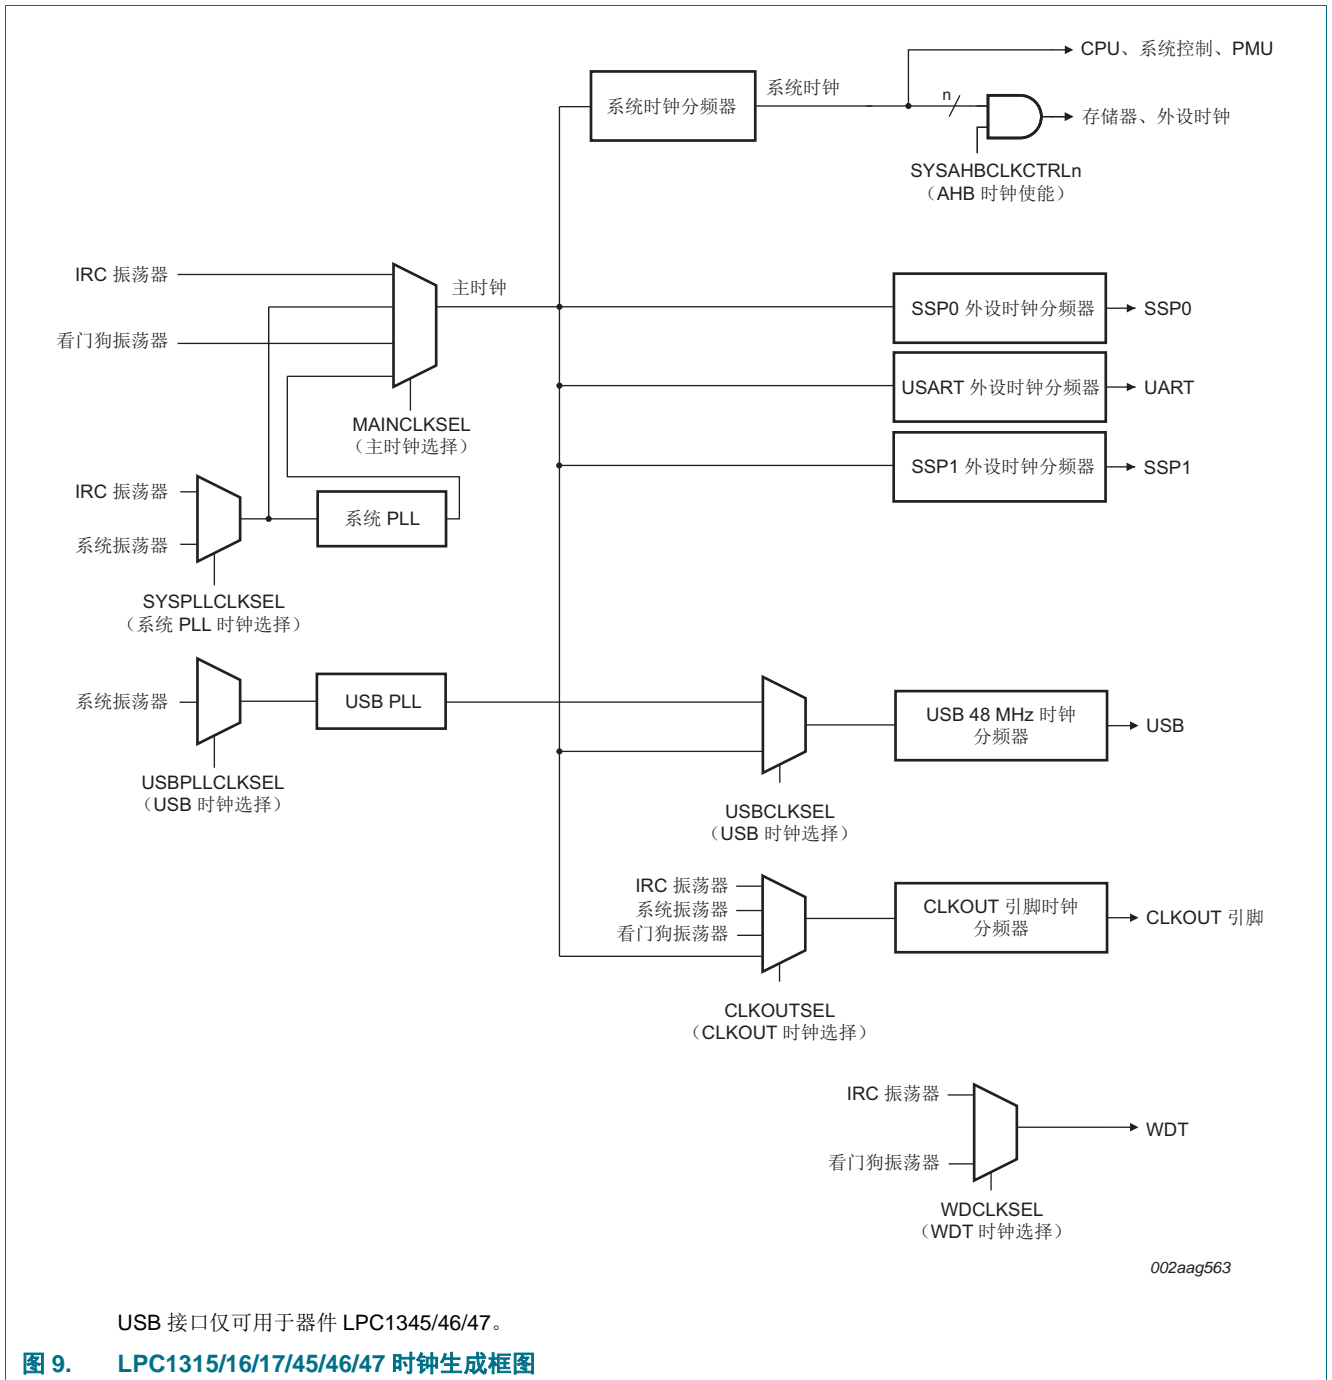 CPU、系统控制、PMU
系统时钟分频器
系统时钟
n
存储器、外设时钟
SYSAHBCLKCTRLn
（AHB 时钟使能）
IRC 振荡器
主时钟
看门狗振荡器
MAINCLKSEL
（主时钟选择）
SSP0 外设时钟分频器
SSP0
USART 外设时钟分频器
UART
SSP1 外设时钟分频器
SSP1
IRC 振荡器
系统 PLL
系统振荡器
SYSPLLCLKSEL
（系统 PLL 时钟选择）
系统振荡器
USB PLL
USBPLLCLKSEL
（USB 时钟选择）
USB 48 MHz 时钟
分频器
USB
USBCLKSEL
（USB 时钟选择）
IRC 振荡器
系统振荡器
看门狗振荡器
CLKOUT 引脚时钟
分频器
CLKOUT 引脚
CLKOUTSEL
（CLKOUT 时钟选择）
IRC 振荡器
看门狗振荡器
WDT
WDCLKSEL
（WDT 时钟选择）
002aag563
USB 接口仅可用于器件 LPC1345/46/47。
图 9. LPC1315/16/17/45/46/47 时钟生成框图